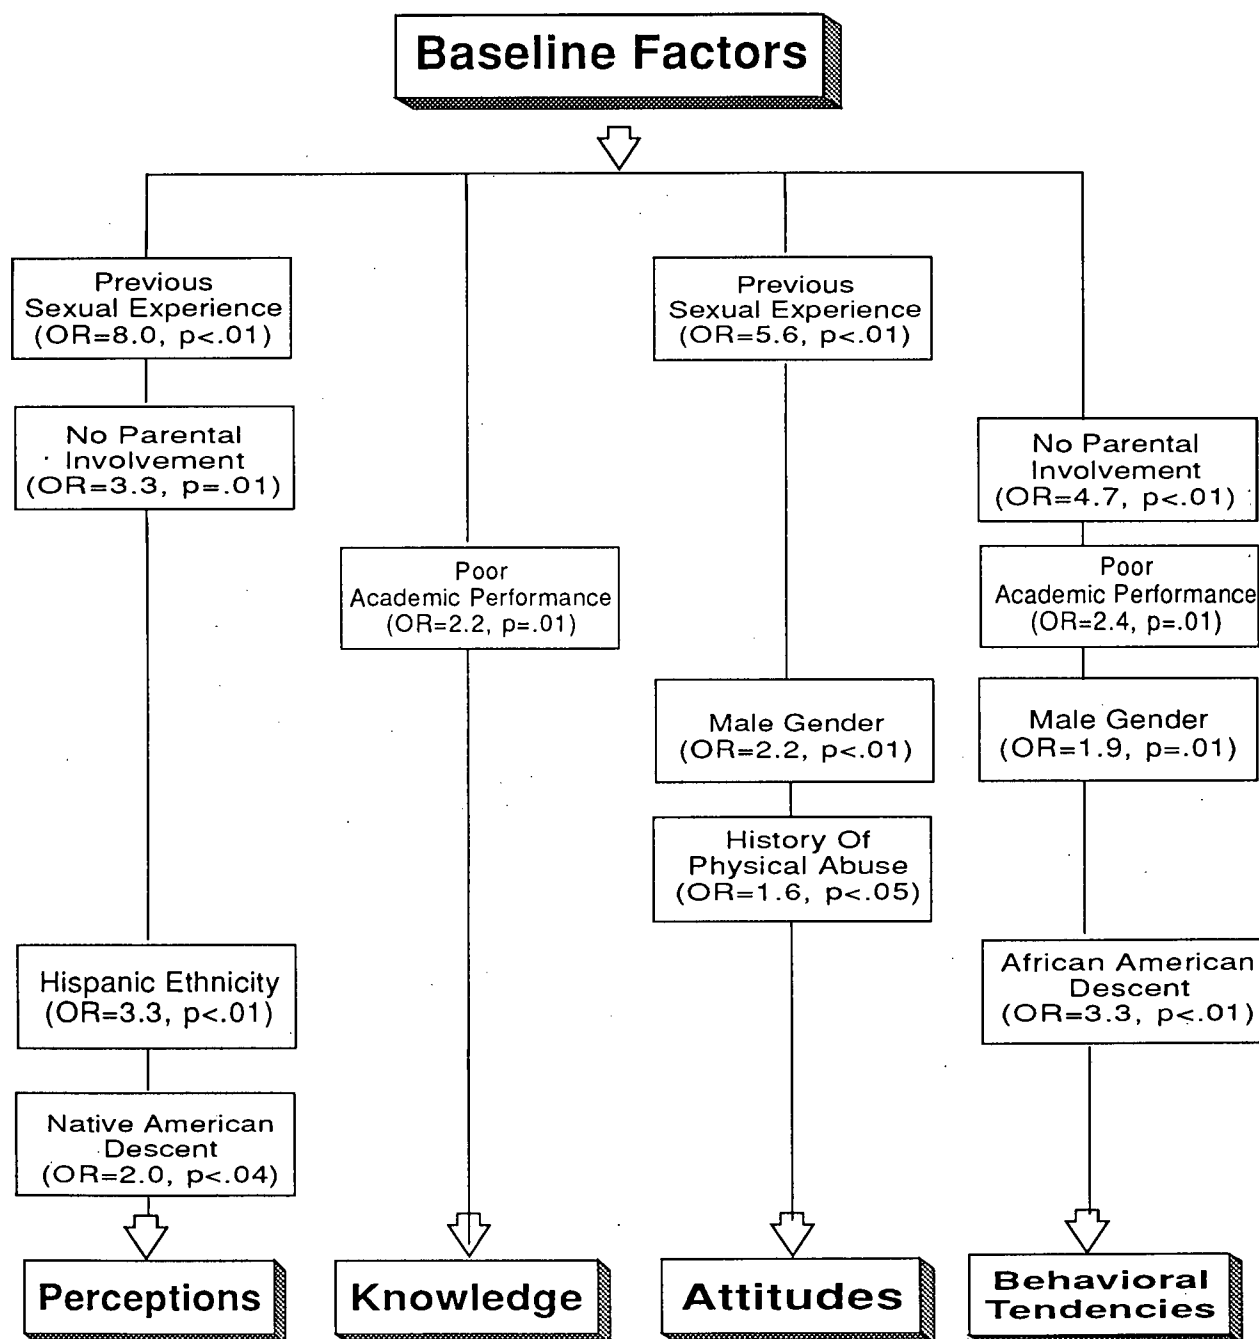 Baseline Factors
Previous
Sexual Experience
(OR=8.0, p<.01)
No Parental
Involvement
(OR=3.3, p=.01)
Hispanic Ethnicity
(OR=3.3, p<.01)
Native American
Descent
(OR=2.0, p<.04)
Perceptions
Poor
Academic Performance
(OR=2.2, p=.01)
Knowledge
Previous
Sexual Experience
(OR=5.6, p<.01)
Male Gender
(OR=2.2, p<.01)
History Of
Physical Abuse
(OR=1.6, p<.05)
Attitudes
No Parental
Involvement
(OR=4.7, p<.01)
Poor
Academic Performance
(OR=2.4, p=.01)
Male Gender
(OR=1.9, p=.01)
African American
Descent
(OR=3.3, p<.01)
Behavioral
Tendencies